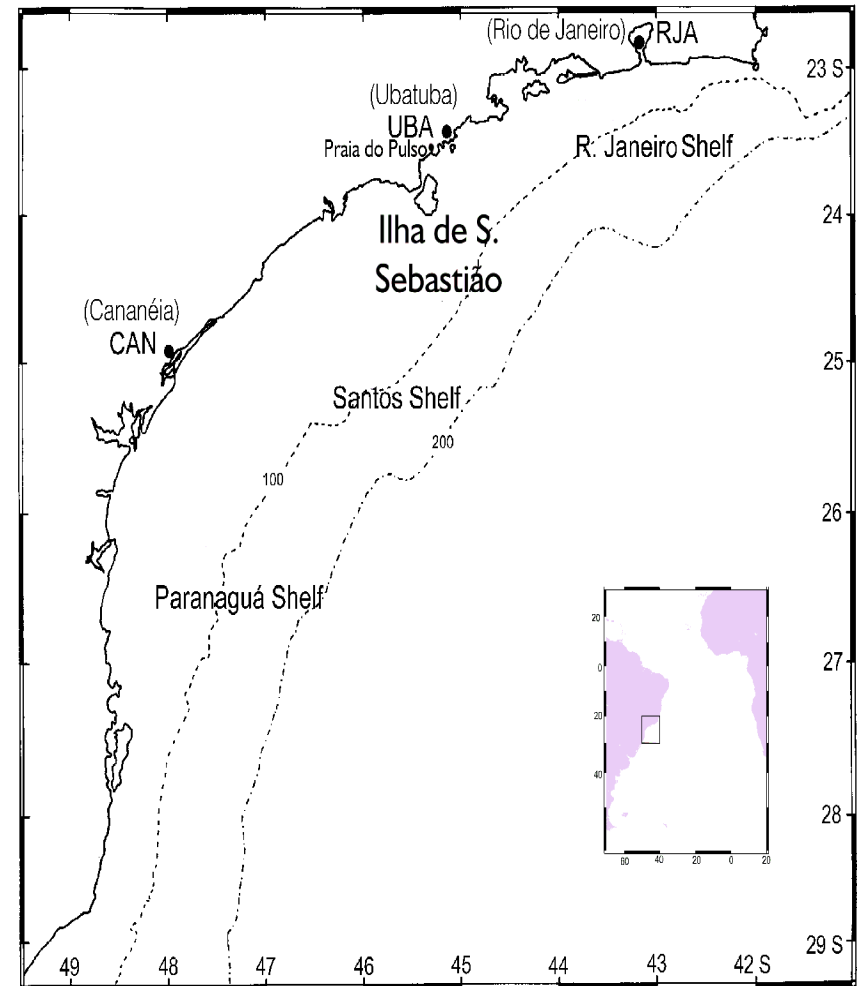 (Rio de Janeiro) RJA
23 S
(Ubatuba)
UBA
Praia do Pulso
R. Janeiro Shelf
24
Ilha de S.
Sebastião
(Cananéia)
CAN
25
Santos Shelf
200
100
26
Paranaguá Shelf
20
27
0
20
40
28
60 40 20 0 20
29 S
49 48 47 46 45 44 43 42 S